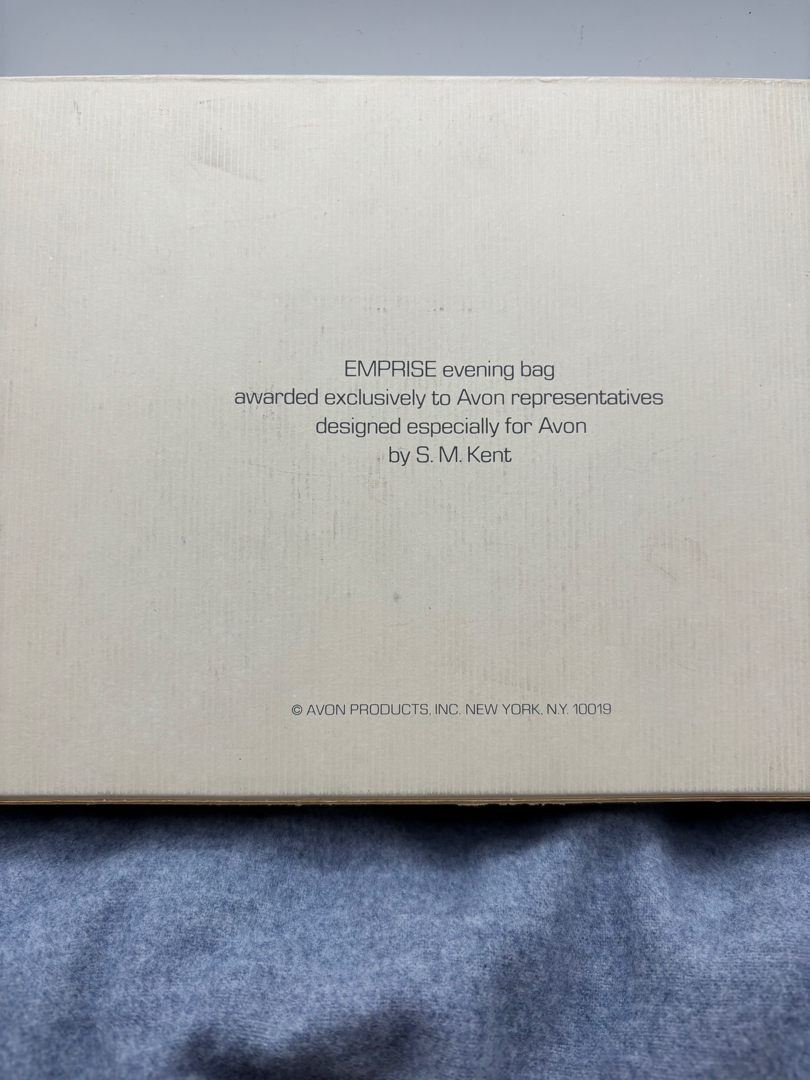 EMPRISE evening bag
awarded exclusively to Avon representatives
designed especially for Avon
by S. M. Kent
© AVON PRODUCTS, INC. NEW YORK, N.Y. 10019